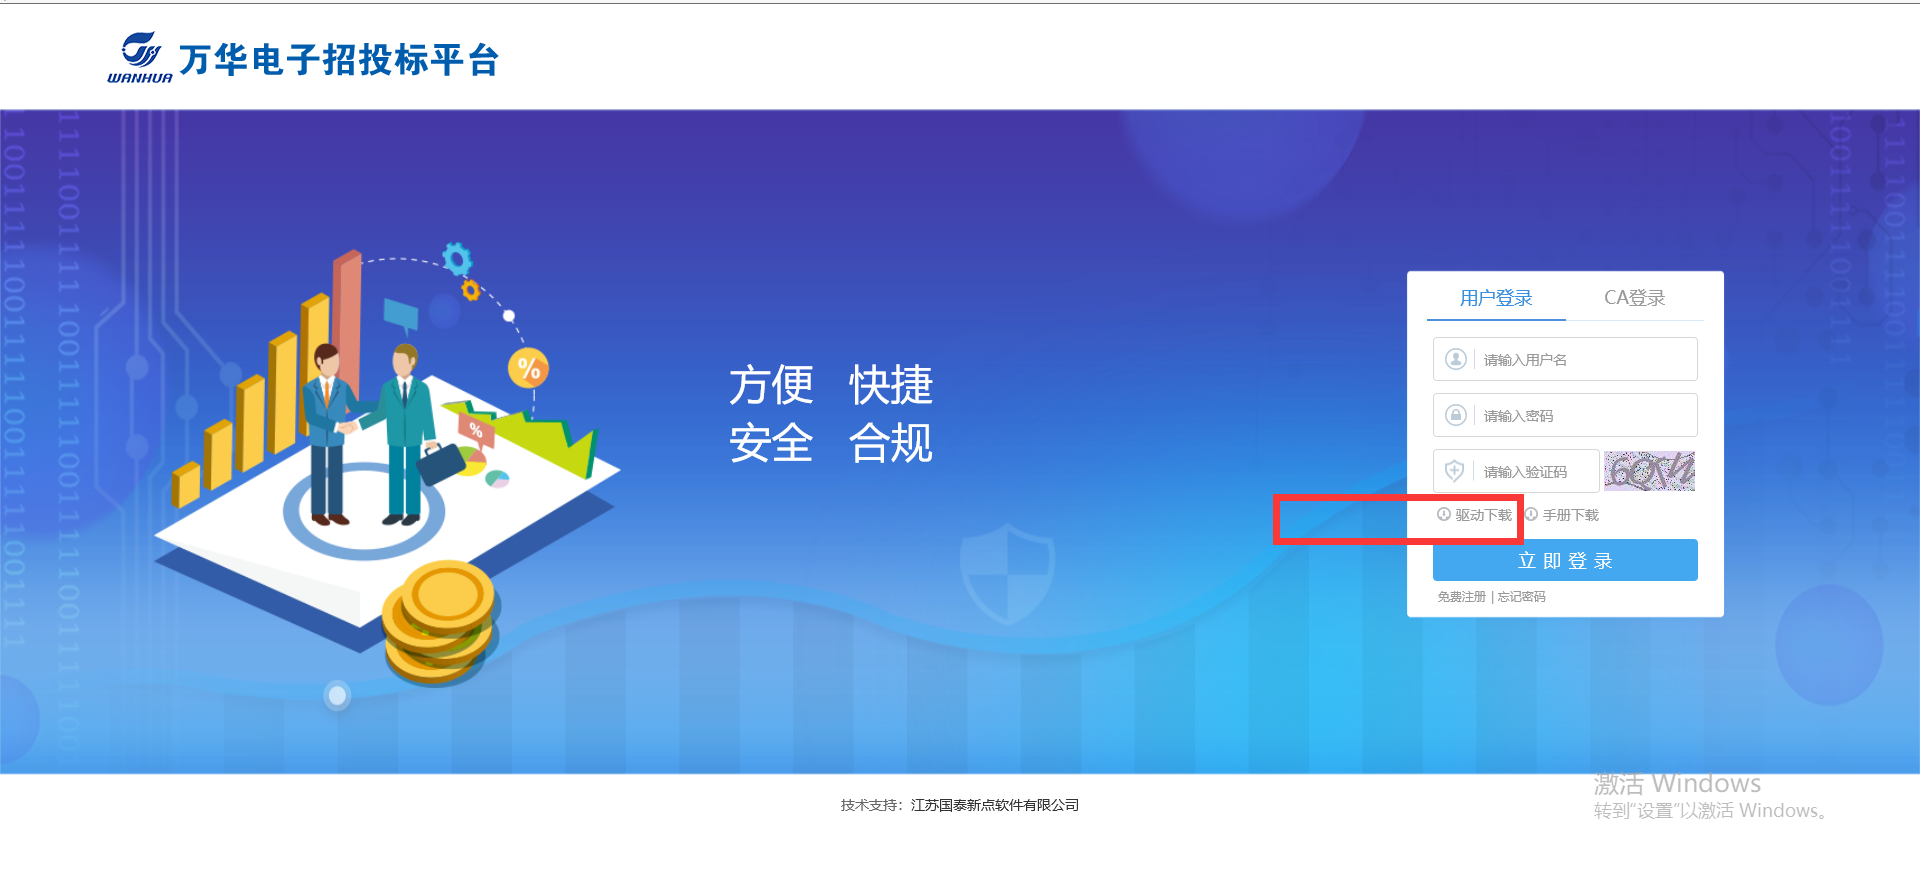 WANHUA 万华电子招投标平台
方便 快捷
安全 合规
用户登录 CA登录
请输入用户名
请输入密码
请输入验证码
驱动下载 手册下载
立即登录
免费注册 | 忘记密码
%
%
技术支持：江苏国泰新点软件有限公司
激活 Windows
转到“设置”以激活 Windows。